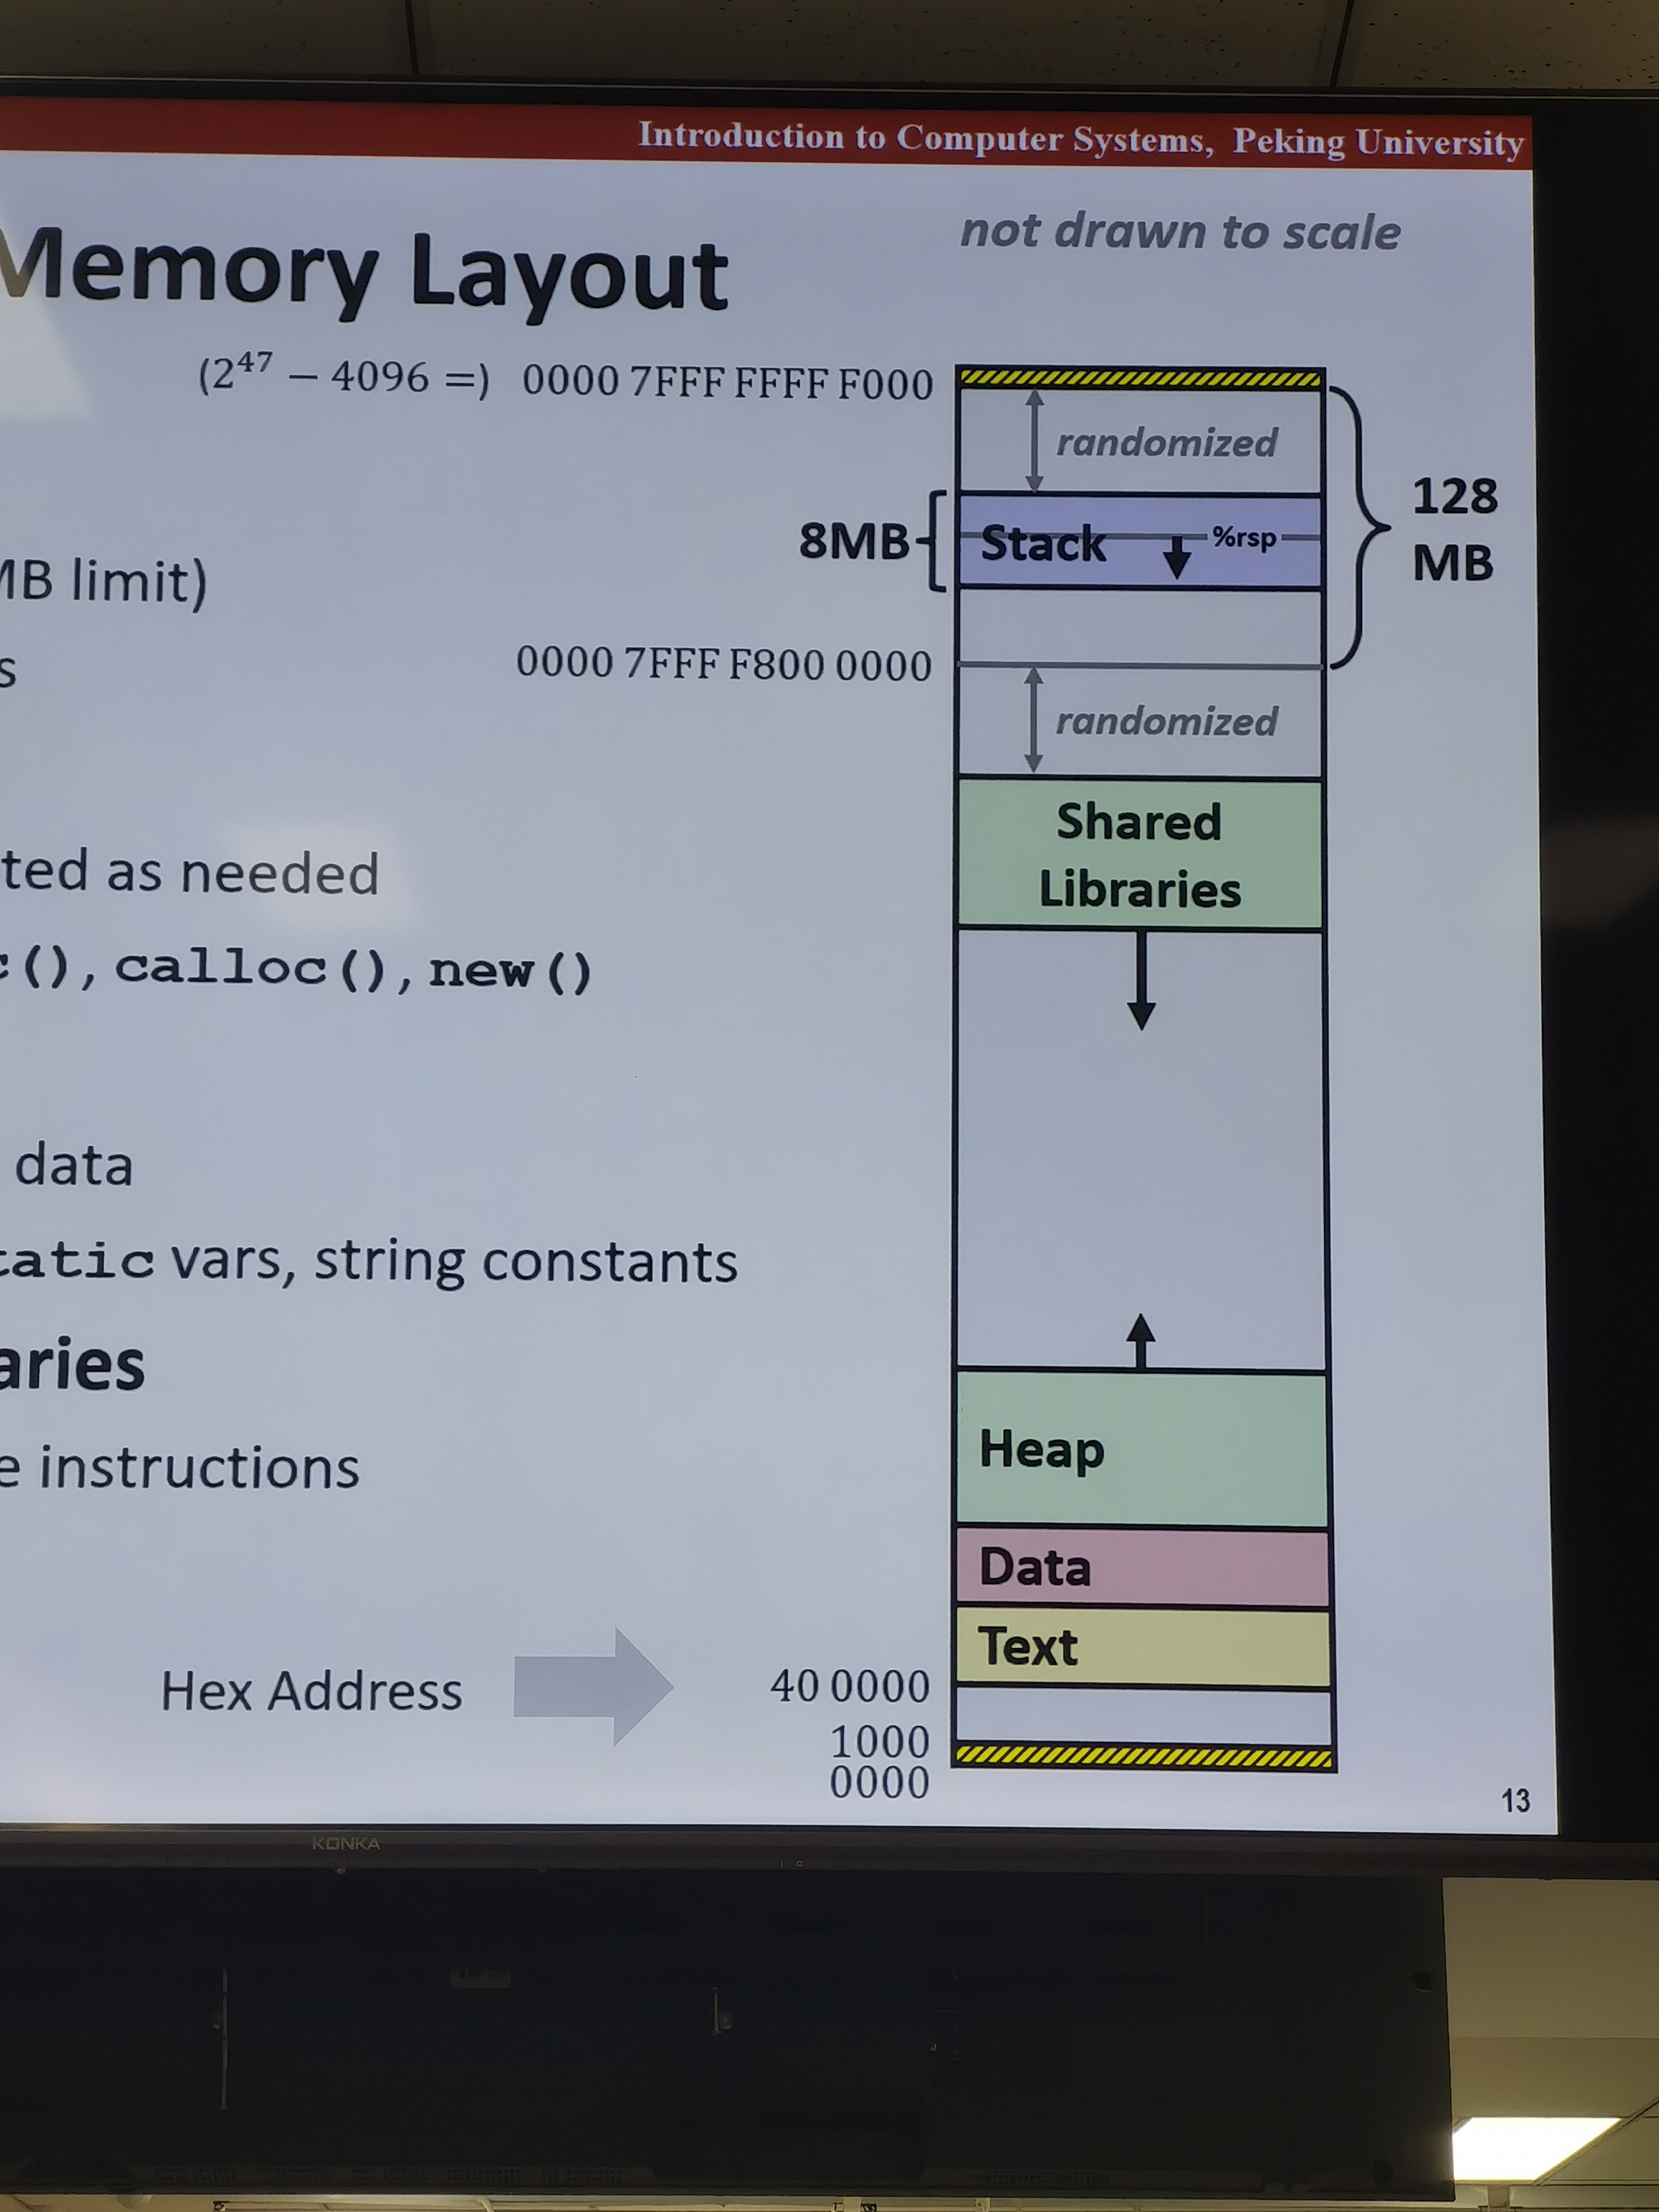 Introduction to Computer Systems, Peking University
Memory Layout
not drawn to scale
(2⁴⁷ − 4096 =) 0000 7FFF FFFF F000
randomized
8MB
Stack
%rsp
128
MB
MB limit)
s
0000 7FFF F800 0000
randomized
Shared
Libraries
ted as needed
c(), calloc(), new()
data
tatic vars, string constants
aries
e instructions
Heap
Data
Text
Hex Address
40 0000
1000
0000
13
KONKA